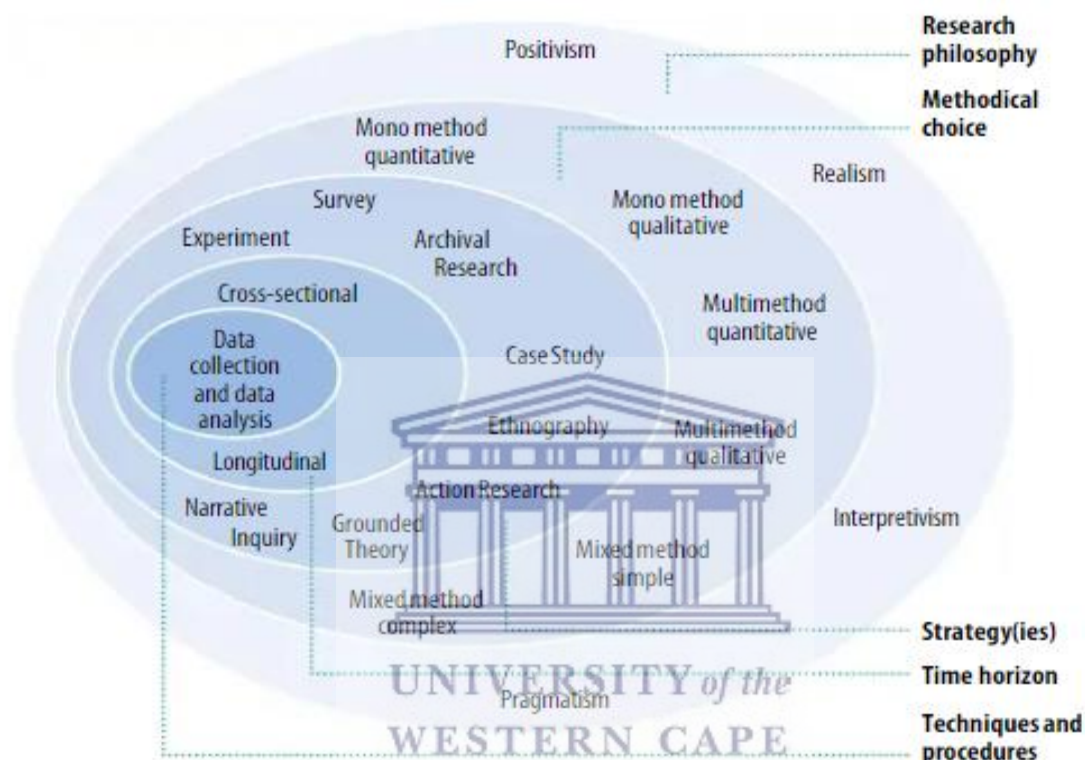 Research
philosophy
Positivism
Methodical
choice
Mono method
quantitative
Realism
Survey
Mono method
qualitative
Experiment
Archival
Research
Cross-sectional
Multimethod
quantitative
Data
collection
and data
analysis
Case Study
Ethnography
Multimethod
qualitative
Longitudinal
Action Research
Narrative
Inquiry
Grounded
Theory
Interpretivism
Mixed method
simple
Mixed method
complex
Strategy(ies)
Time horizon
UNIVERSITY of the
Pragmatism
WESTERN CAPE
Techniques and
procedures